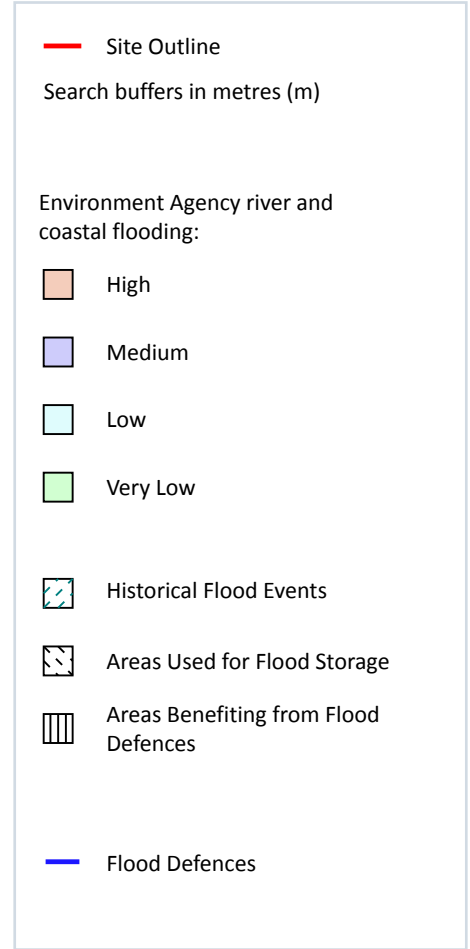 Site Outline
Search buffers in metres (m)
Environment Agency river and
coastal flooding:
High
Medium
Low
Very Low
Historical Flood Events
Areas Used for Flood Storage
Areas Benefiting from Flood
Defences
Flood Defences